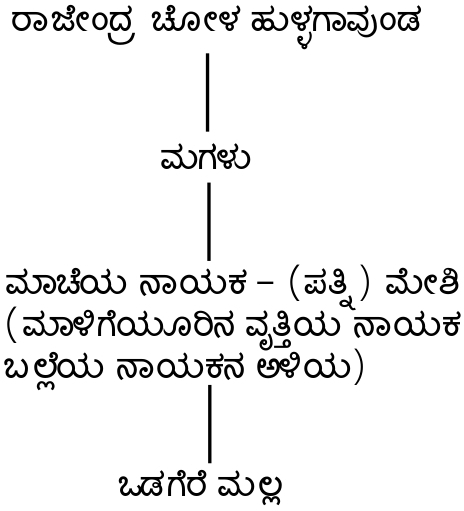 ರಾಜೇಂದ್ರ ಚೋಳ ಹುಳ್ಳಗಾವುಂಡ
ಮಗಳು
ಮಾಚೆಯ ನಾಯಕ – (ಪತ್ನಿ) ಮೇಶಿ
(ಮಾಳಿಗೆಯೂರಿನ ವೃತ್ತಿಯ ನಾಯಕ
ಬಲ್ಲೆಯ ನಾಯಕನ ಅಳಿಯ)
ಒಡಗೆರೆ ಮಲ್ಲ